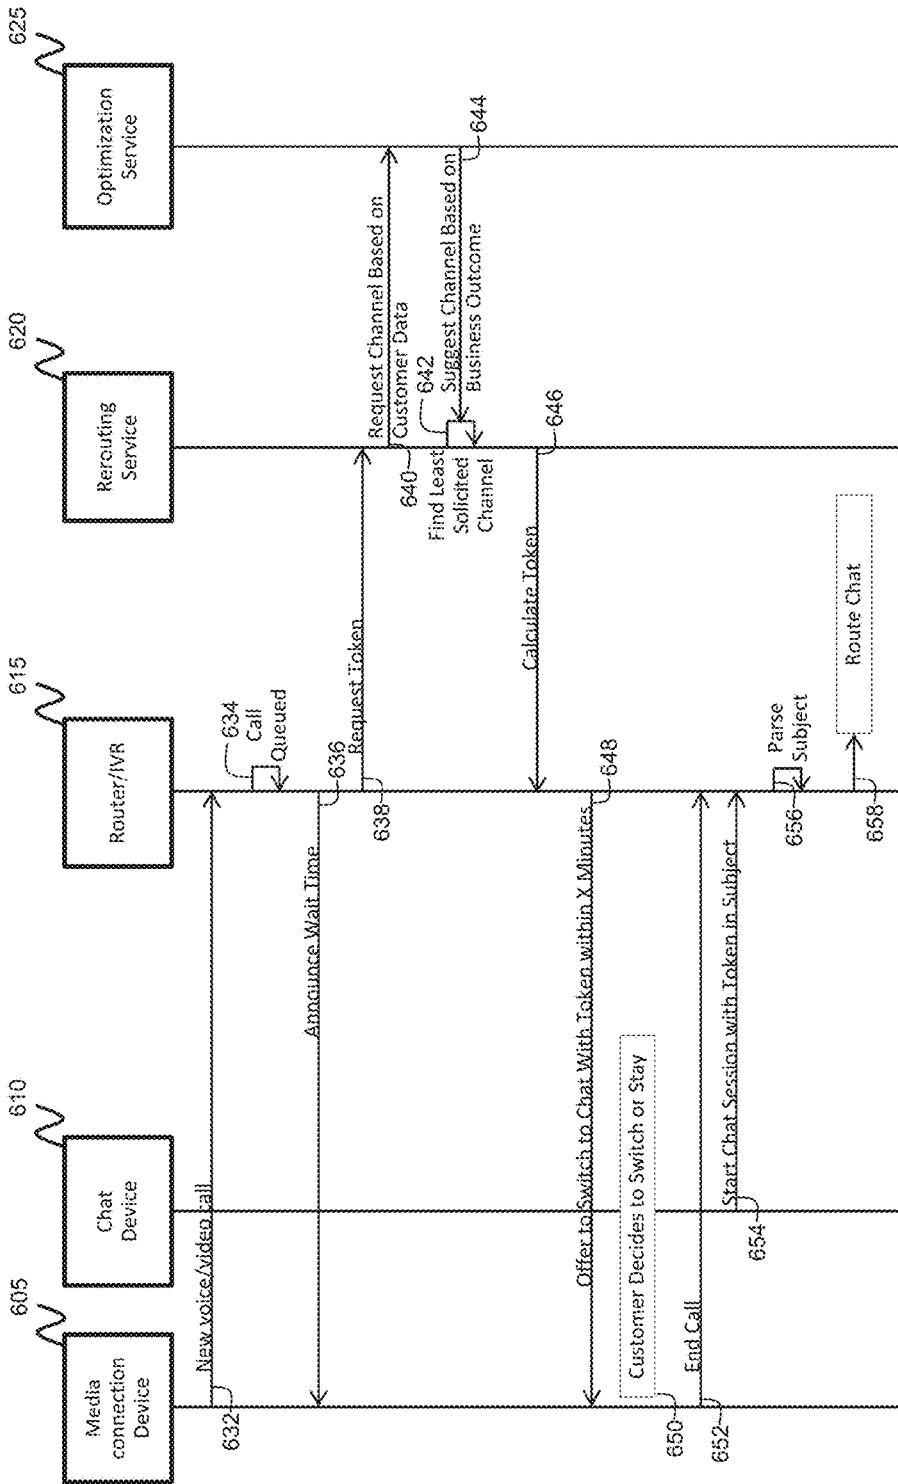 605
Media
connection
Device
610
Chat
Device
615
Router/IVR
620
Rerouting
Service
625
Optimization
Service
New voice/video call
632
634
Call
Queued
Announce Wait Time
636
Request Token
638
Request Channel Based on
Customer Data
640
642
Find Least
Solicited
Channel
644
Suggest Channel Based on
Business Outcome
Calculate Token
646
Offer to Switch to Chat With Token within X Minutes
648
Customer Decides to Switch or Stay
650
End Call
652
Start Chat Session with Token in Subject
654
Parse
Subject
656
Route Chat
658